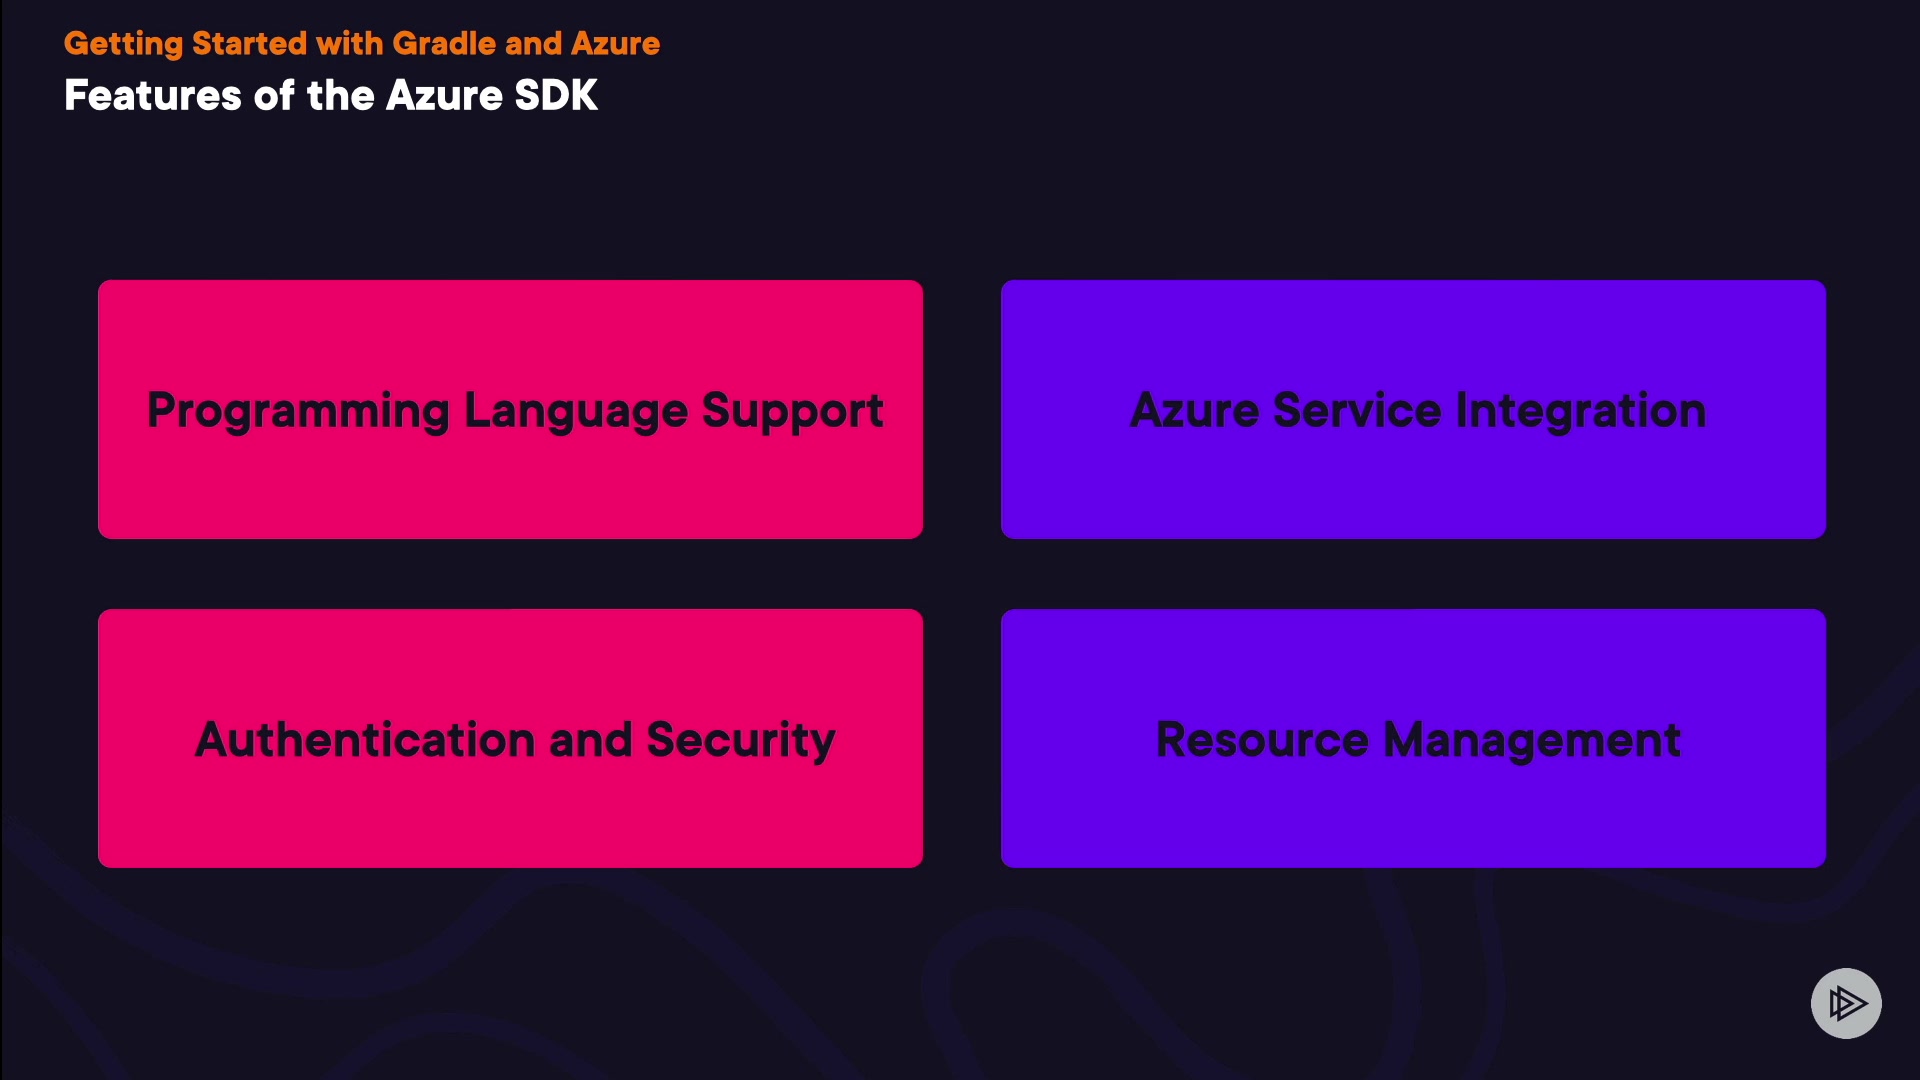 Getting Started with Gradle and Azure
Features of the Azure SDK
Programming Language Support
Azure Service Integration
Authentication and Security
Resource Management